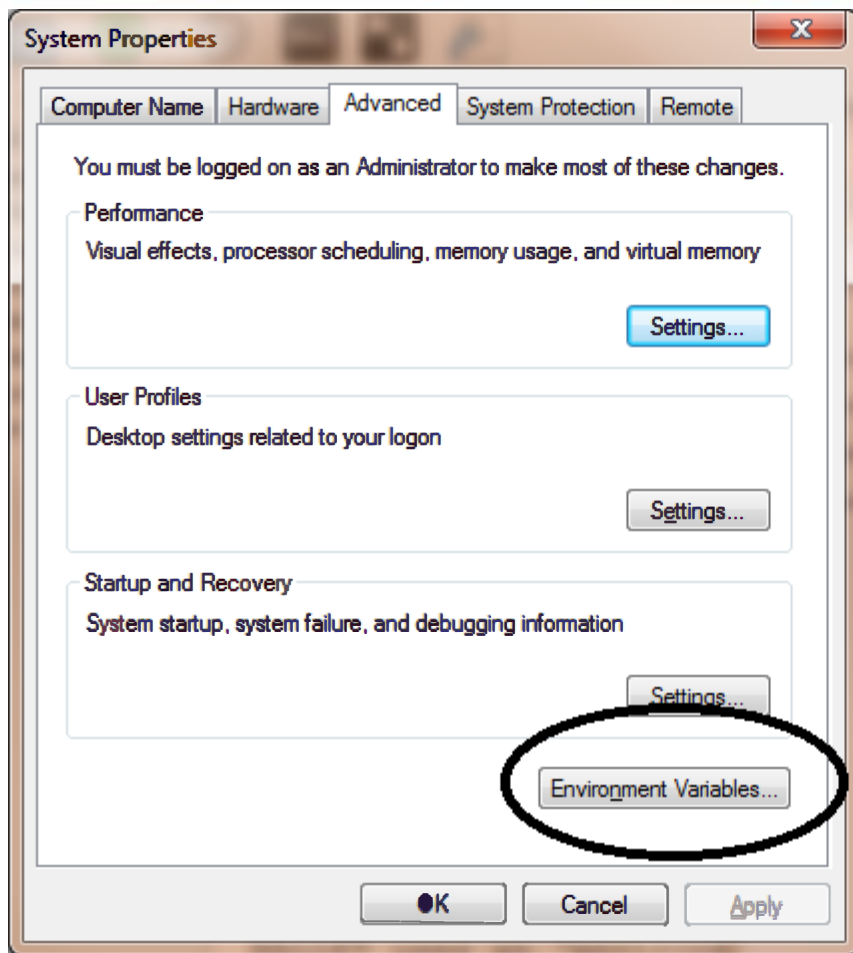 System Properties
Computer Name Hardware Advanced System Protection Remote
You must be logged on as an Administrator to make most of these changes.
Performance
Visual effects, processor scheduling, memory usage, and virtual memory
Settings...
User Profiles
Desktop settings related to your logon
Settings...
Startup and Recovery
System startup, system failure, and debugging information
Settings...
Environment Variables...
OK Cancel Apply